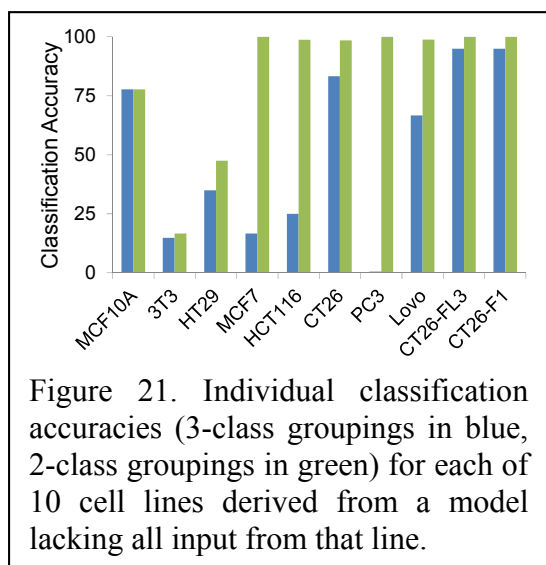 100
75
50
25
0
Classification Accuracy
MCF10A
3T3
HT29
MCF7
HCT116
CT26
PC3
Lovo
CT26-FL3
CT26-F1
Figure 21. Individual classification
accuracies (3-class groupings in blue,
2-class groupings in green) for each of
10 cell lines derived from a model
lacking all input from that line.